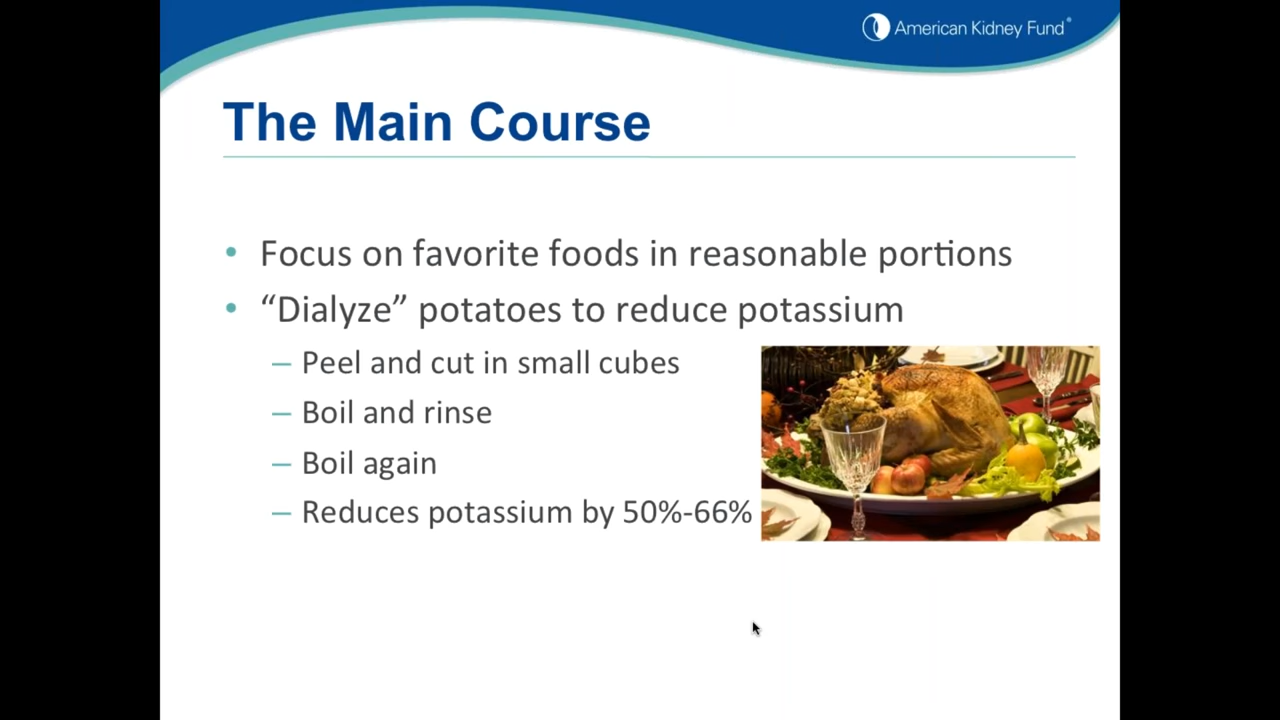 American Kidney Fund®
The Main Course
• Focus on favorite foods in reasonable portions
• “Dialyze” potatoes to reduce potassium
– Peel and cut in small cubes
– Boil and rinse
– Boil again
– Reduces potassium by 50%-66%